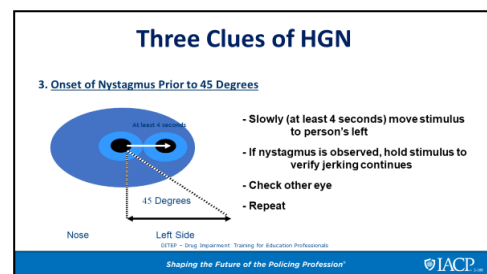 Three Clues of HGN
3. Onset of Nystagmus Prior to 45 Degrees
At least 4 seconds
- Slowly (at least 4 seconds) move stimulus
to person's left
- If nystagmus is observed, hold stimulus to
verify jerking continues
- Check other eye
- Repeat
45 Degrees
Nose
Left Side
DITEP – Drug Impairment Training for Education Professionals
Shaping the Future of the Policing Profession®
IACP